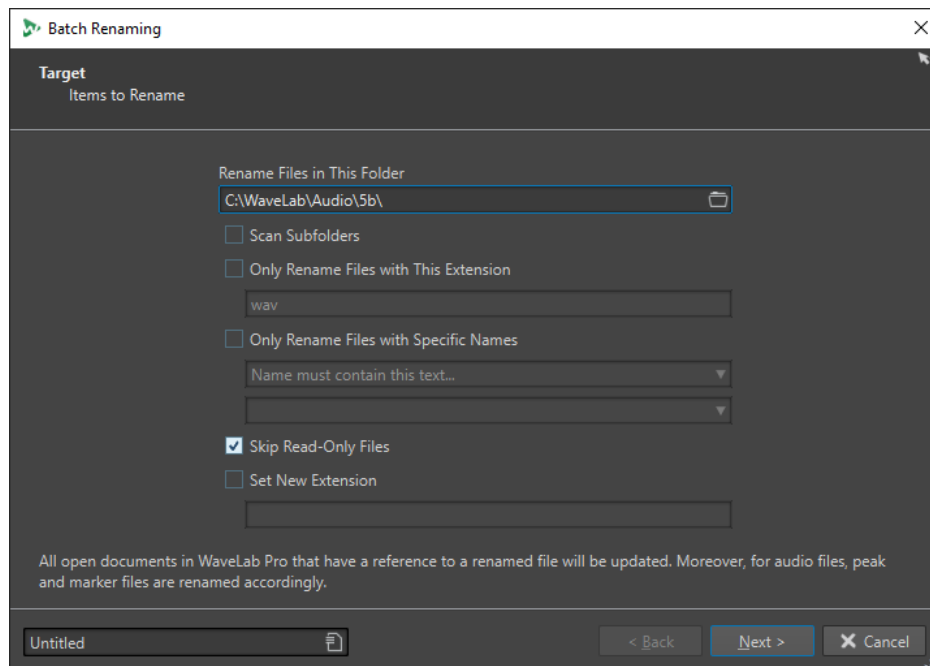 Batch Renaming
Target
Items to Rename
Rename Files in This Folder
C:\WaveLab\Audio\5b\
Scan Subfolders
Only Rename Files with This Extension
wav
Only Rename Files with Specific Names
Name must contain this text...
Skip Read-Only Files
Set New Extension
All open documents in WaveLab Pro that have a reference to a renamed file will be updated. Moreover, for audio files, peak
and marker files are renamed accordingly.
Untitled
< Back
Next >
Cancel